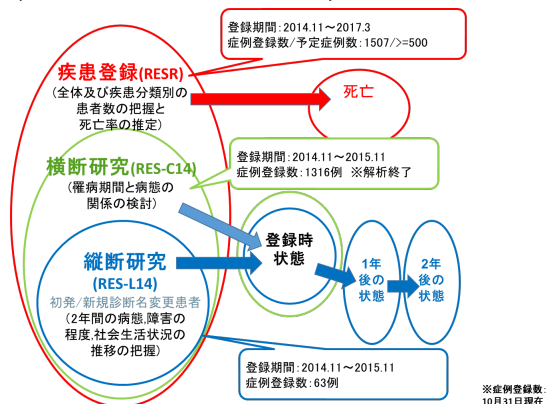 登録期間:2014.11～2017.3
症例登録数/予定症例数:1507/>=500
疾患登録(RESR)
(全体及び疾患分類別の
患者数の把握と
死亡率の推定)
死亡
横断研究(RES-C14)
(罹病期間と病態の
関係の検討)
登録期間:2014.11～2015.11
症例登録数:1316例 ※解析終了
登録時
状態
縦断研究
(RES-L14)
初発/新規診断名変更患者
(2年間の病態,障害の
程度,社会生活状況の
推移の把握)
1年
後の
状態
2年
後の
状態
登録期間:2014.11～2015.11
症例登録数:63例
※症例登録数:
10月31日現在